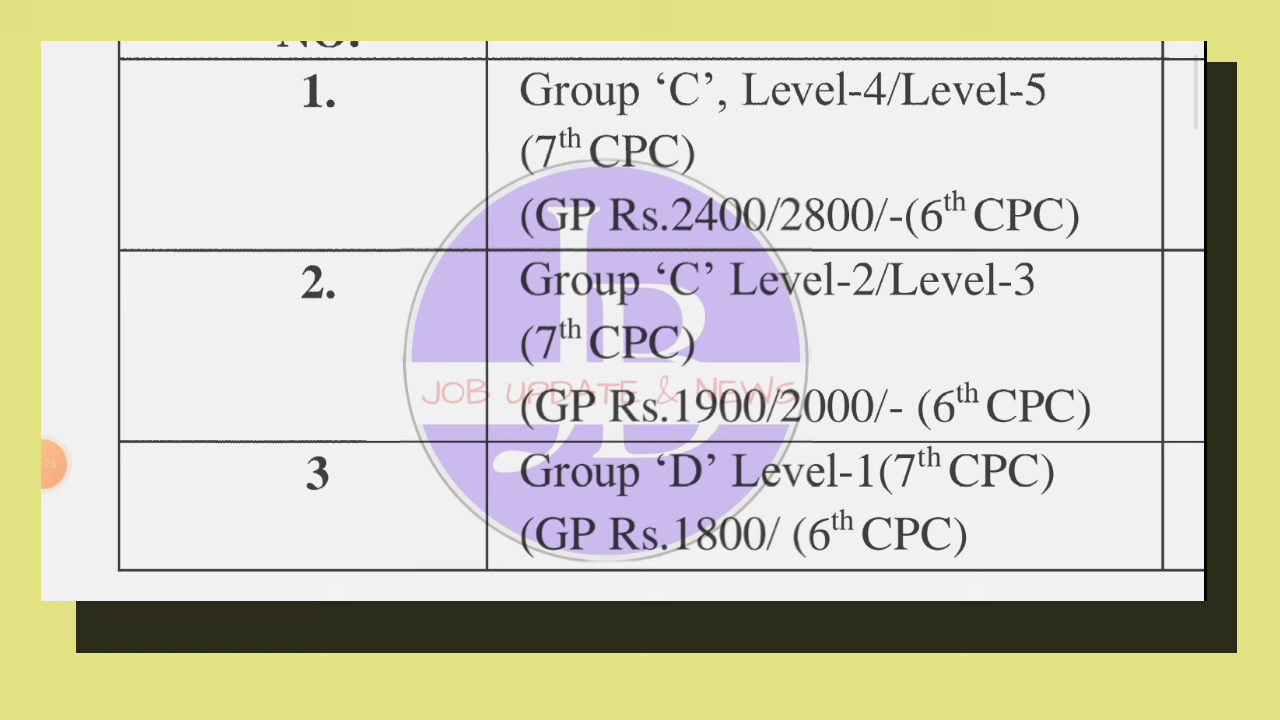 NO.
1.
Group ‘C’, Level-4/Level-5
(7th CPC)
(GP Rs.2400/2800/-(6th CPC)
2.
Group ‘C’ Level-2/Level-3
(7th CPC)
(GP Rs.1900/2000/- (6th CPC)
3
Group ‘D’ Level-1(7th CPC)
(GP Rs.1800/ (6th CPC)
JB
JOB UPDATE & NEWS
:24